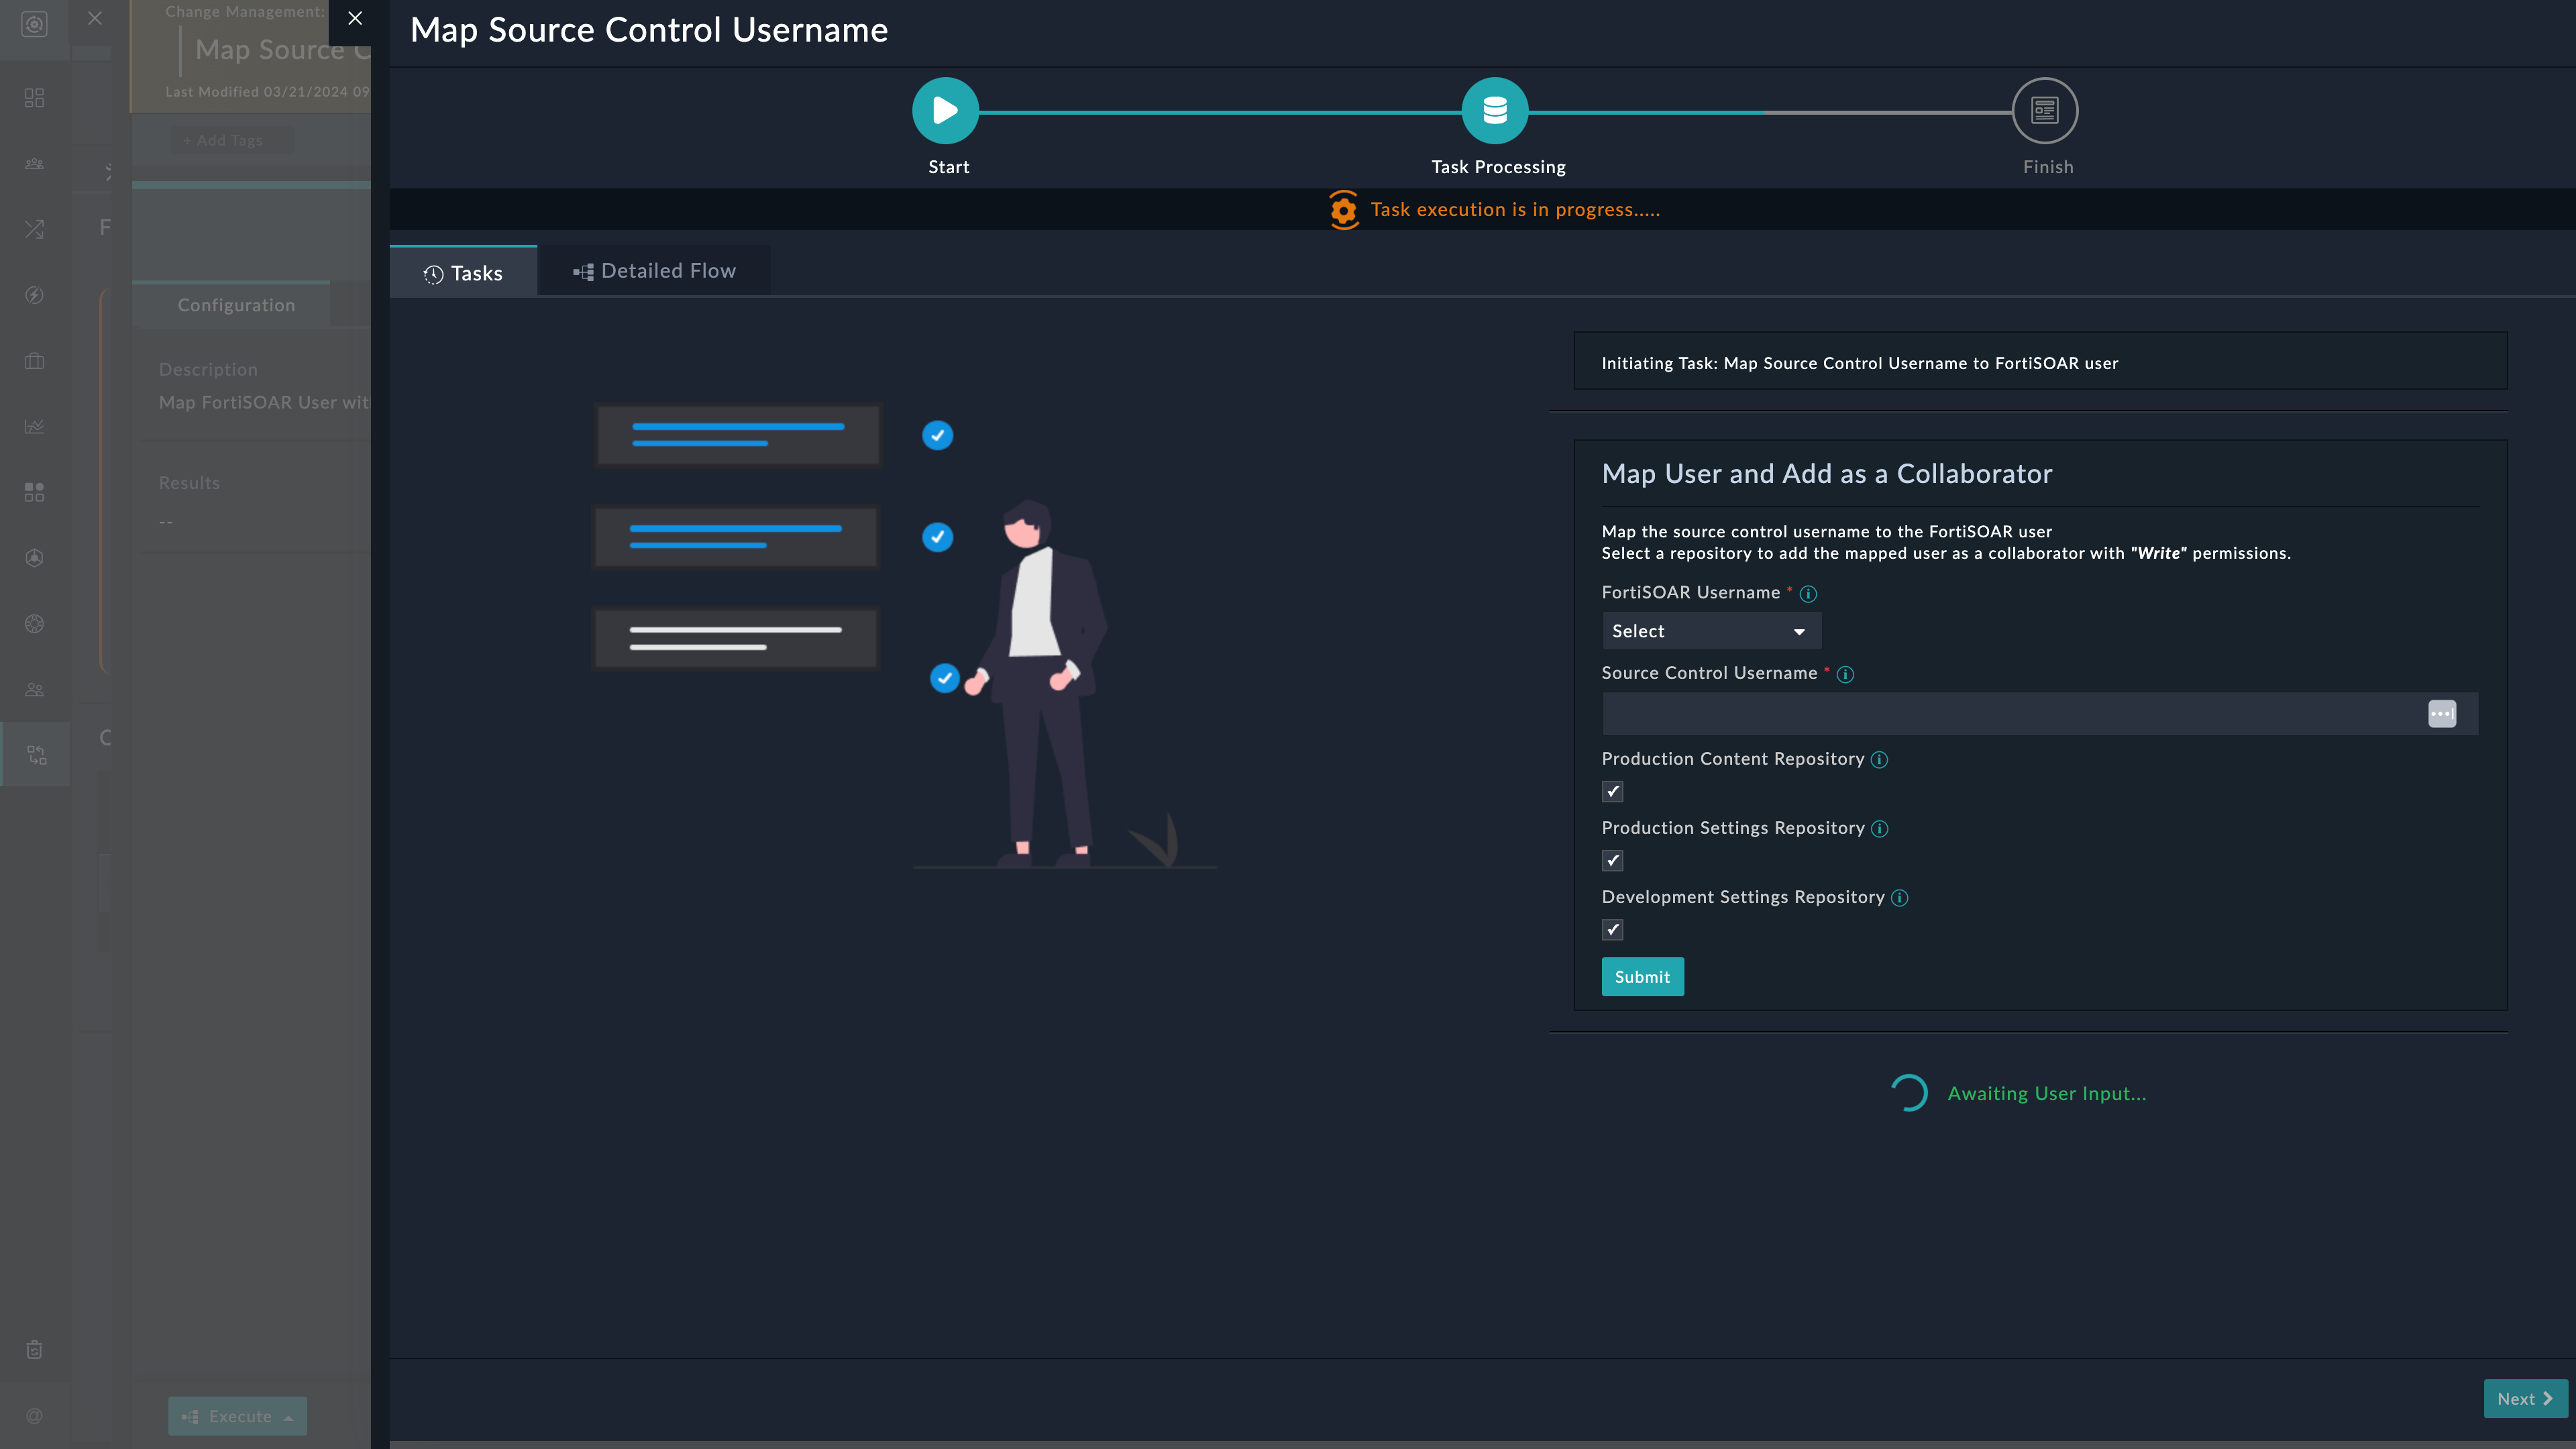 Change Management:
Map Source C
Last Modified 03/21/2024 09
+ Add Tags
Configuration
Description
Map FortiSOAR User wit
Results
--
Execute
Map Source Control Username
Start
Task Processing
Finish
Task execution is in progress.....
Tasks
Detailed Flow
Initiating Task: Map Source Control Username to FortiSOAR user
Map User and Add as a Collaborator
Map the source control username to the FortiSOAR user
Select a repository to add the mapped user as a collaborator with "Write" permissions.
FortiSOAR Username *
Select
Source Control Username *
Production Content Repository
Production Settings Repository
Development Settings Repository
Submit
Awaiting User Input...
Next